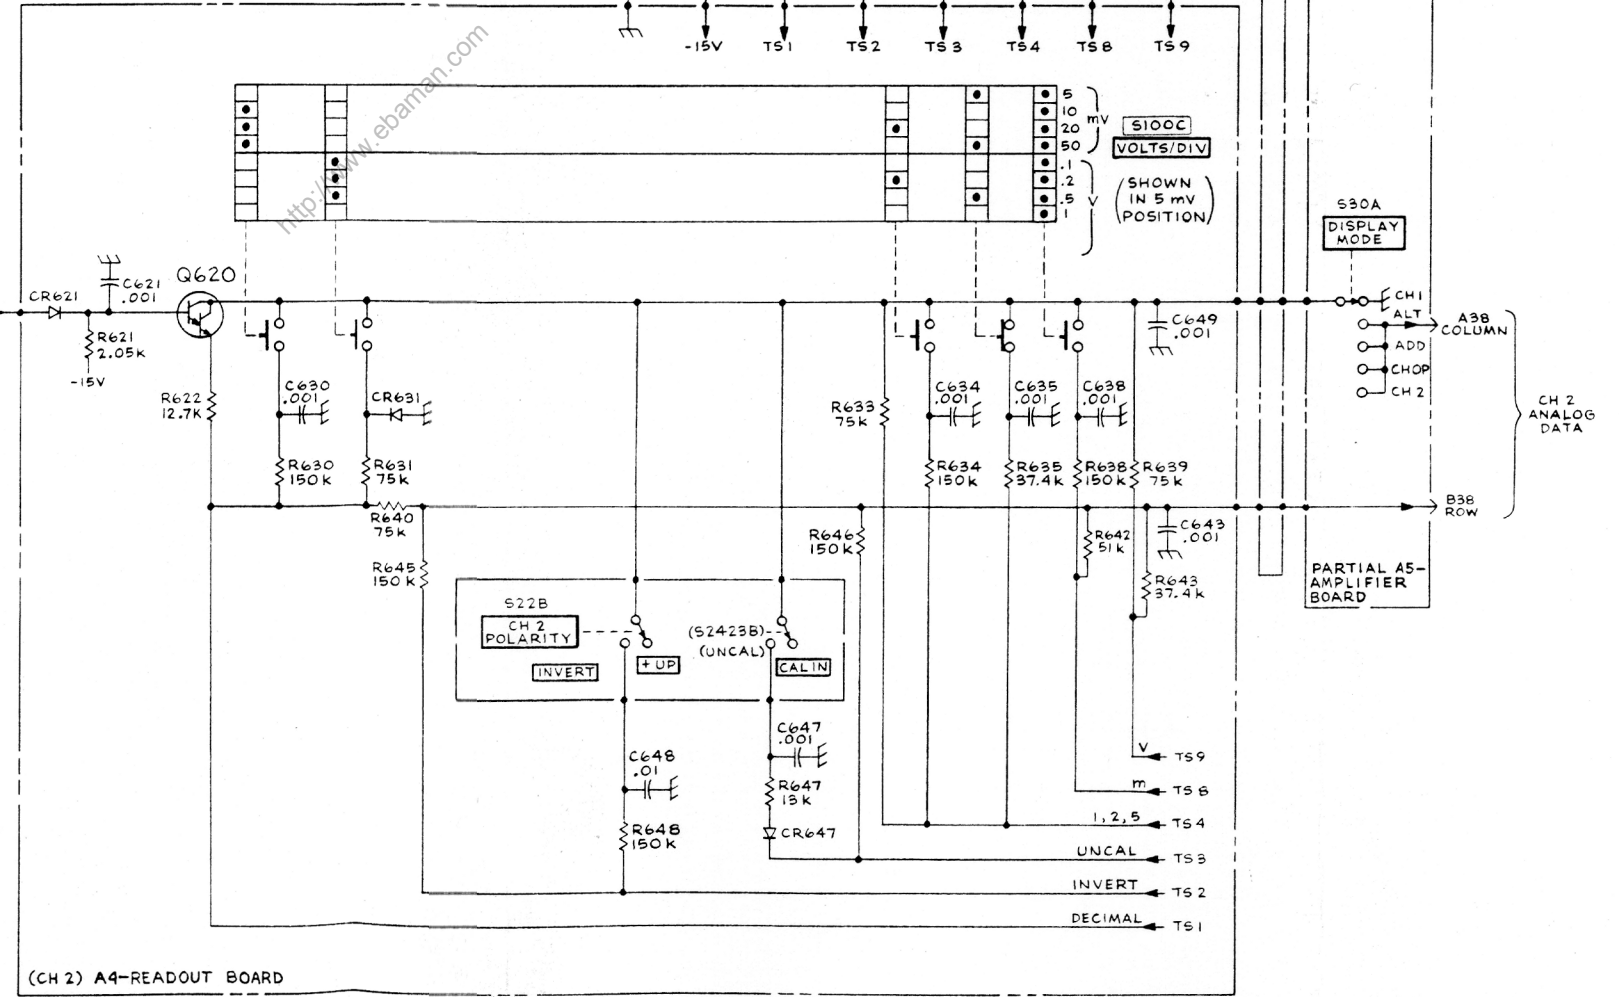 -15V TS1 TS2 TS3 TS4 TS8 TS9
http://www.ebaman.com
5
10
20
50
mV
.1
.2
.5
1
V
S100C
VOLTS/DIV
(SHOWN
IN 5 mV
POSITION)
S30A
DISPLAY
MODE
CR621
C621
.001
Q620
R621
2.05K
-15V
R622
12.7K
C630
.001
CR631
R630
150K
R631
75K
R640
75K
R645
150K
R633
75K
C634
.001
C635
.001
C638
.001
R634
150K
R635
37.4K
R638
150K
R639
75K
C649
.001
CH1
ALT
ADD
CHOP
CH 2
A38
COLUMN
CH 2
ANALOG
DATA
B38
ROW
R646
150K
R642
51K
C643
.001
R643
37.4K
PARTIAL A5-
AMPLIFIER
BOARD
S22B
CH 2
POLARITY
INVERT
+ UP
(S2423B)
(UNCAL)
CAL IN
C648
.01
R648
150K
C647
.001
R647
13K
CR647
V TS9
m TS8
1, 2, 5 TS4
UNCAL TS3
INVERT TS2
DECIMAL TS1
(CH 2) A4-READOUT BOARD